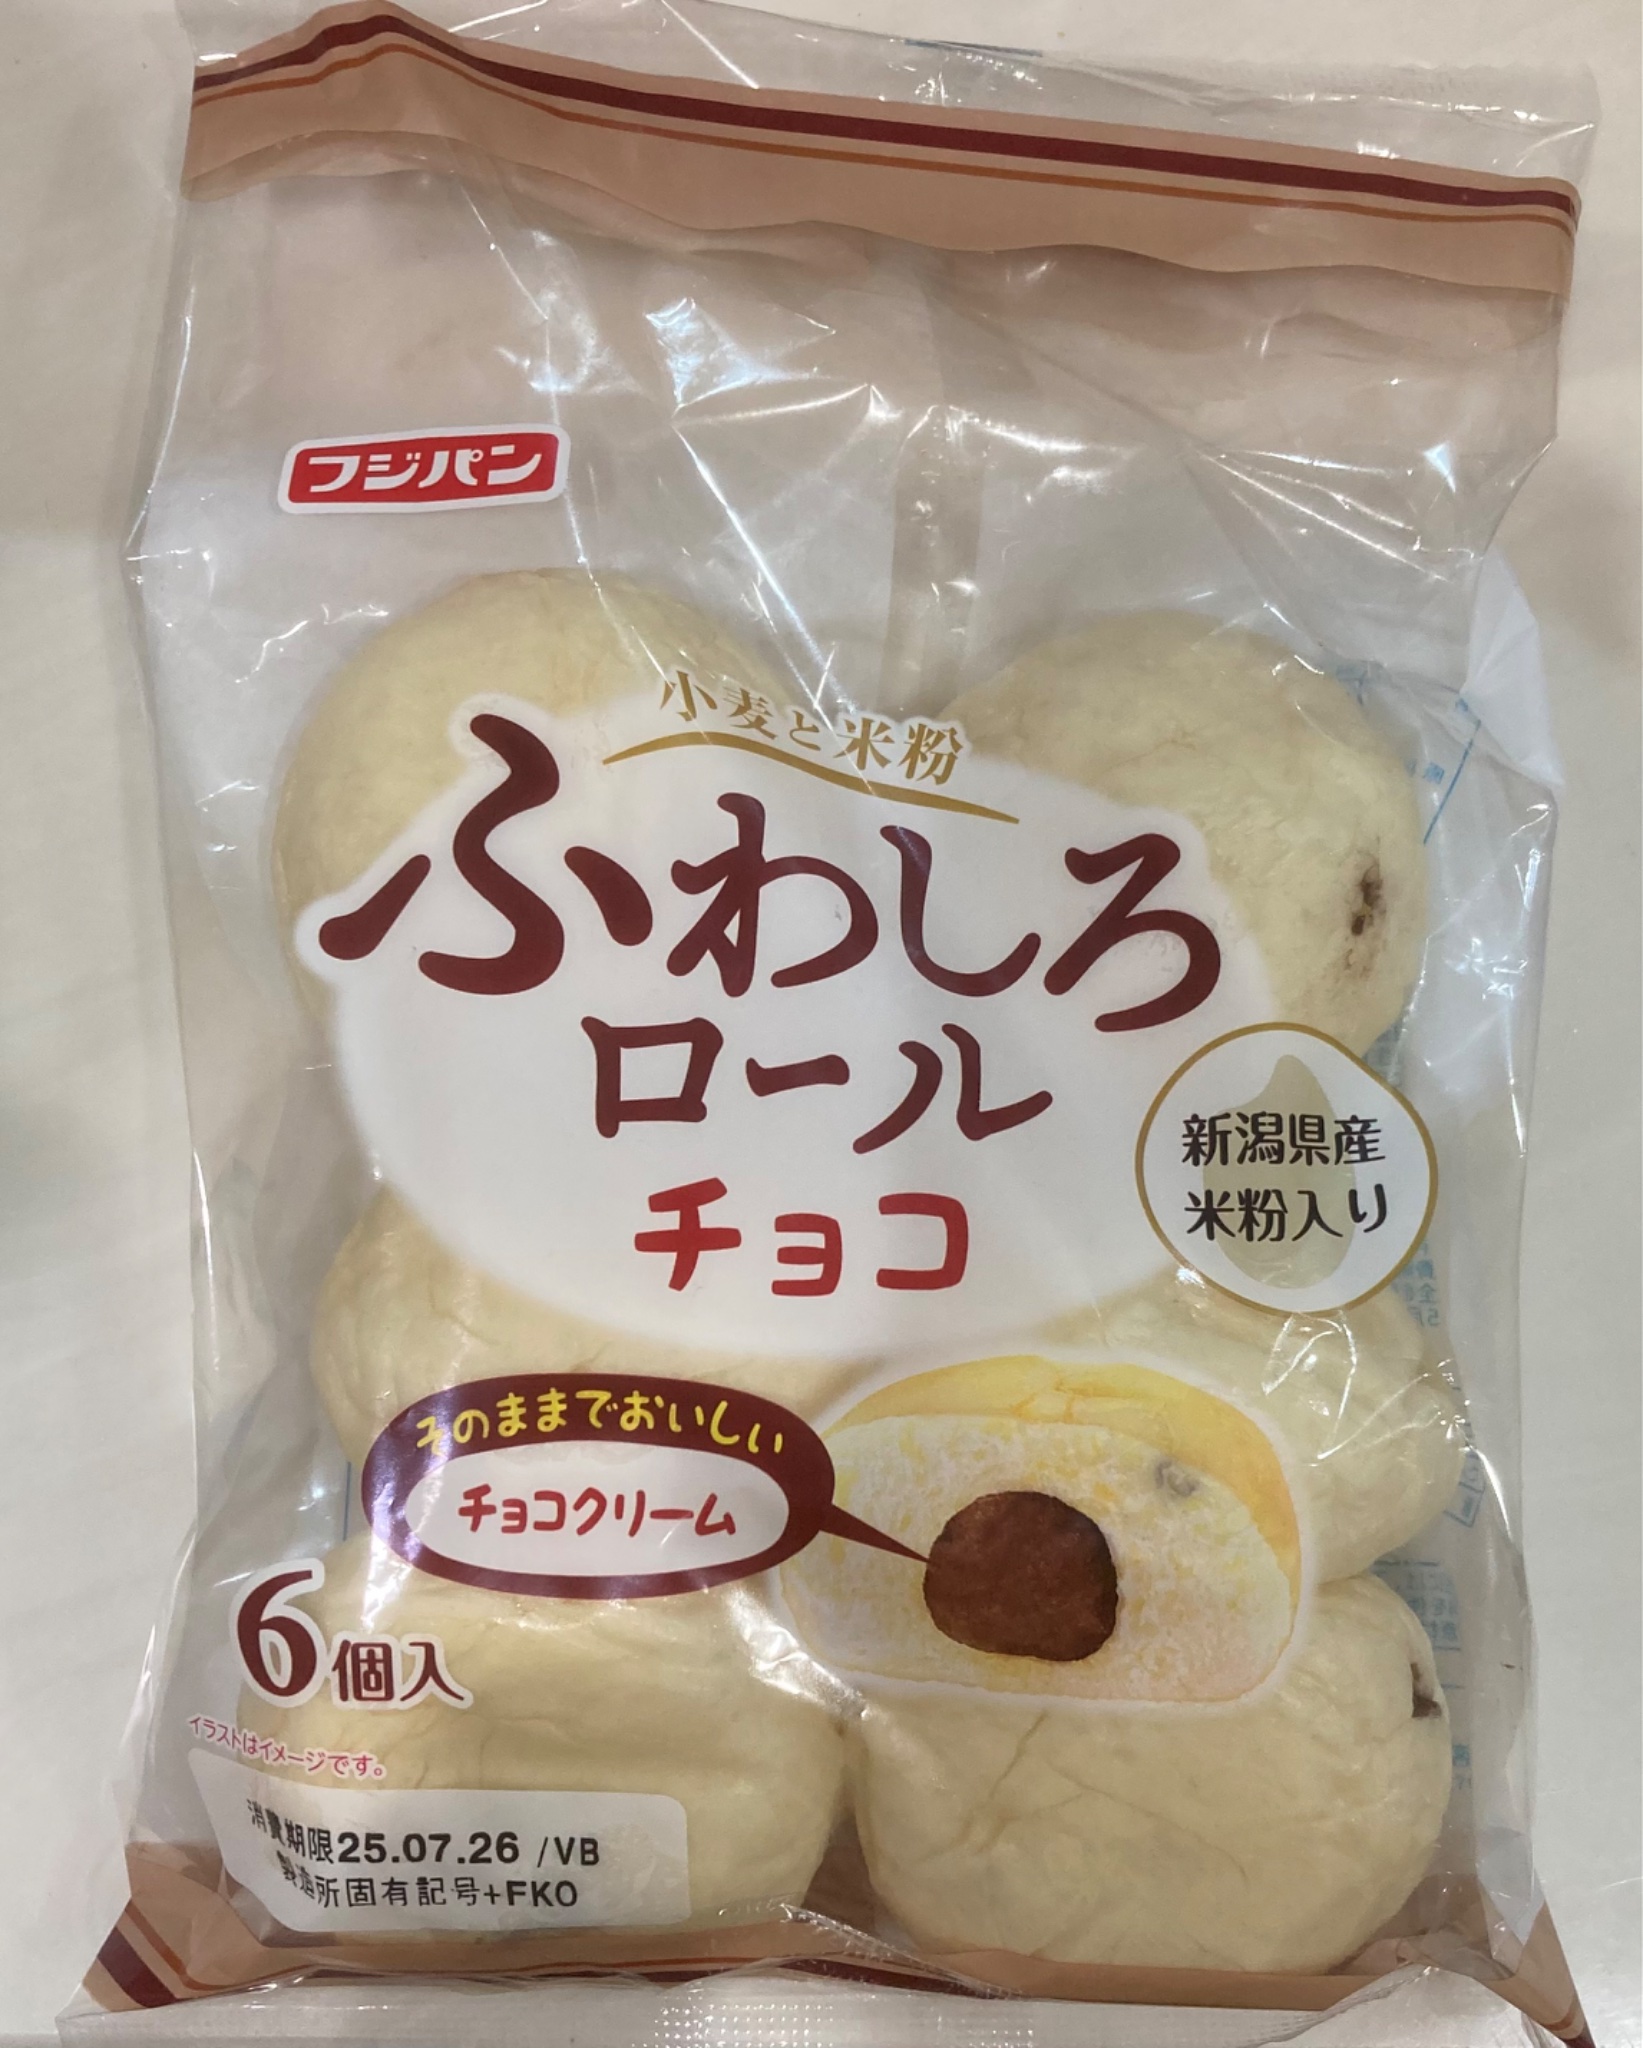 フジパン
小麦と米粉
ふわしろ
ロール
チョコ
新潟県産
米粉入り
そのままでおいしい
チョコクリーム
6個入
イラストはイメージです。
消費期限25.07.26 /VB
製造所固有記号+FKO